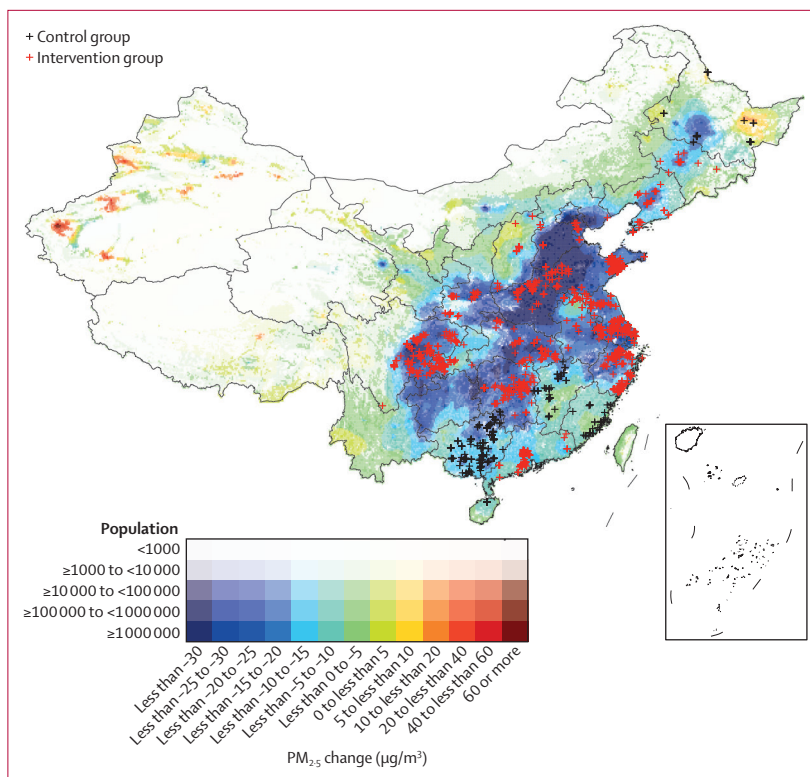 + Control group
+ Intervention group
Population
<1000
≥1000 to <10 000
≥10 000 to <100 000
≥100 000 to <1000 000
≥1000 000
Less than –30
Less than –25 to –30
Less than –20 to –25
Less than –15 to –20
Less than –10 to –15
Less than –5 to –10
Less than 0 to –5
0 to less than 5
5 to less than 10
10 to less than 20
20 to less than 40
40 to less than 60
60 or more
PM2·5 change (μg/m³)